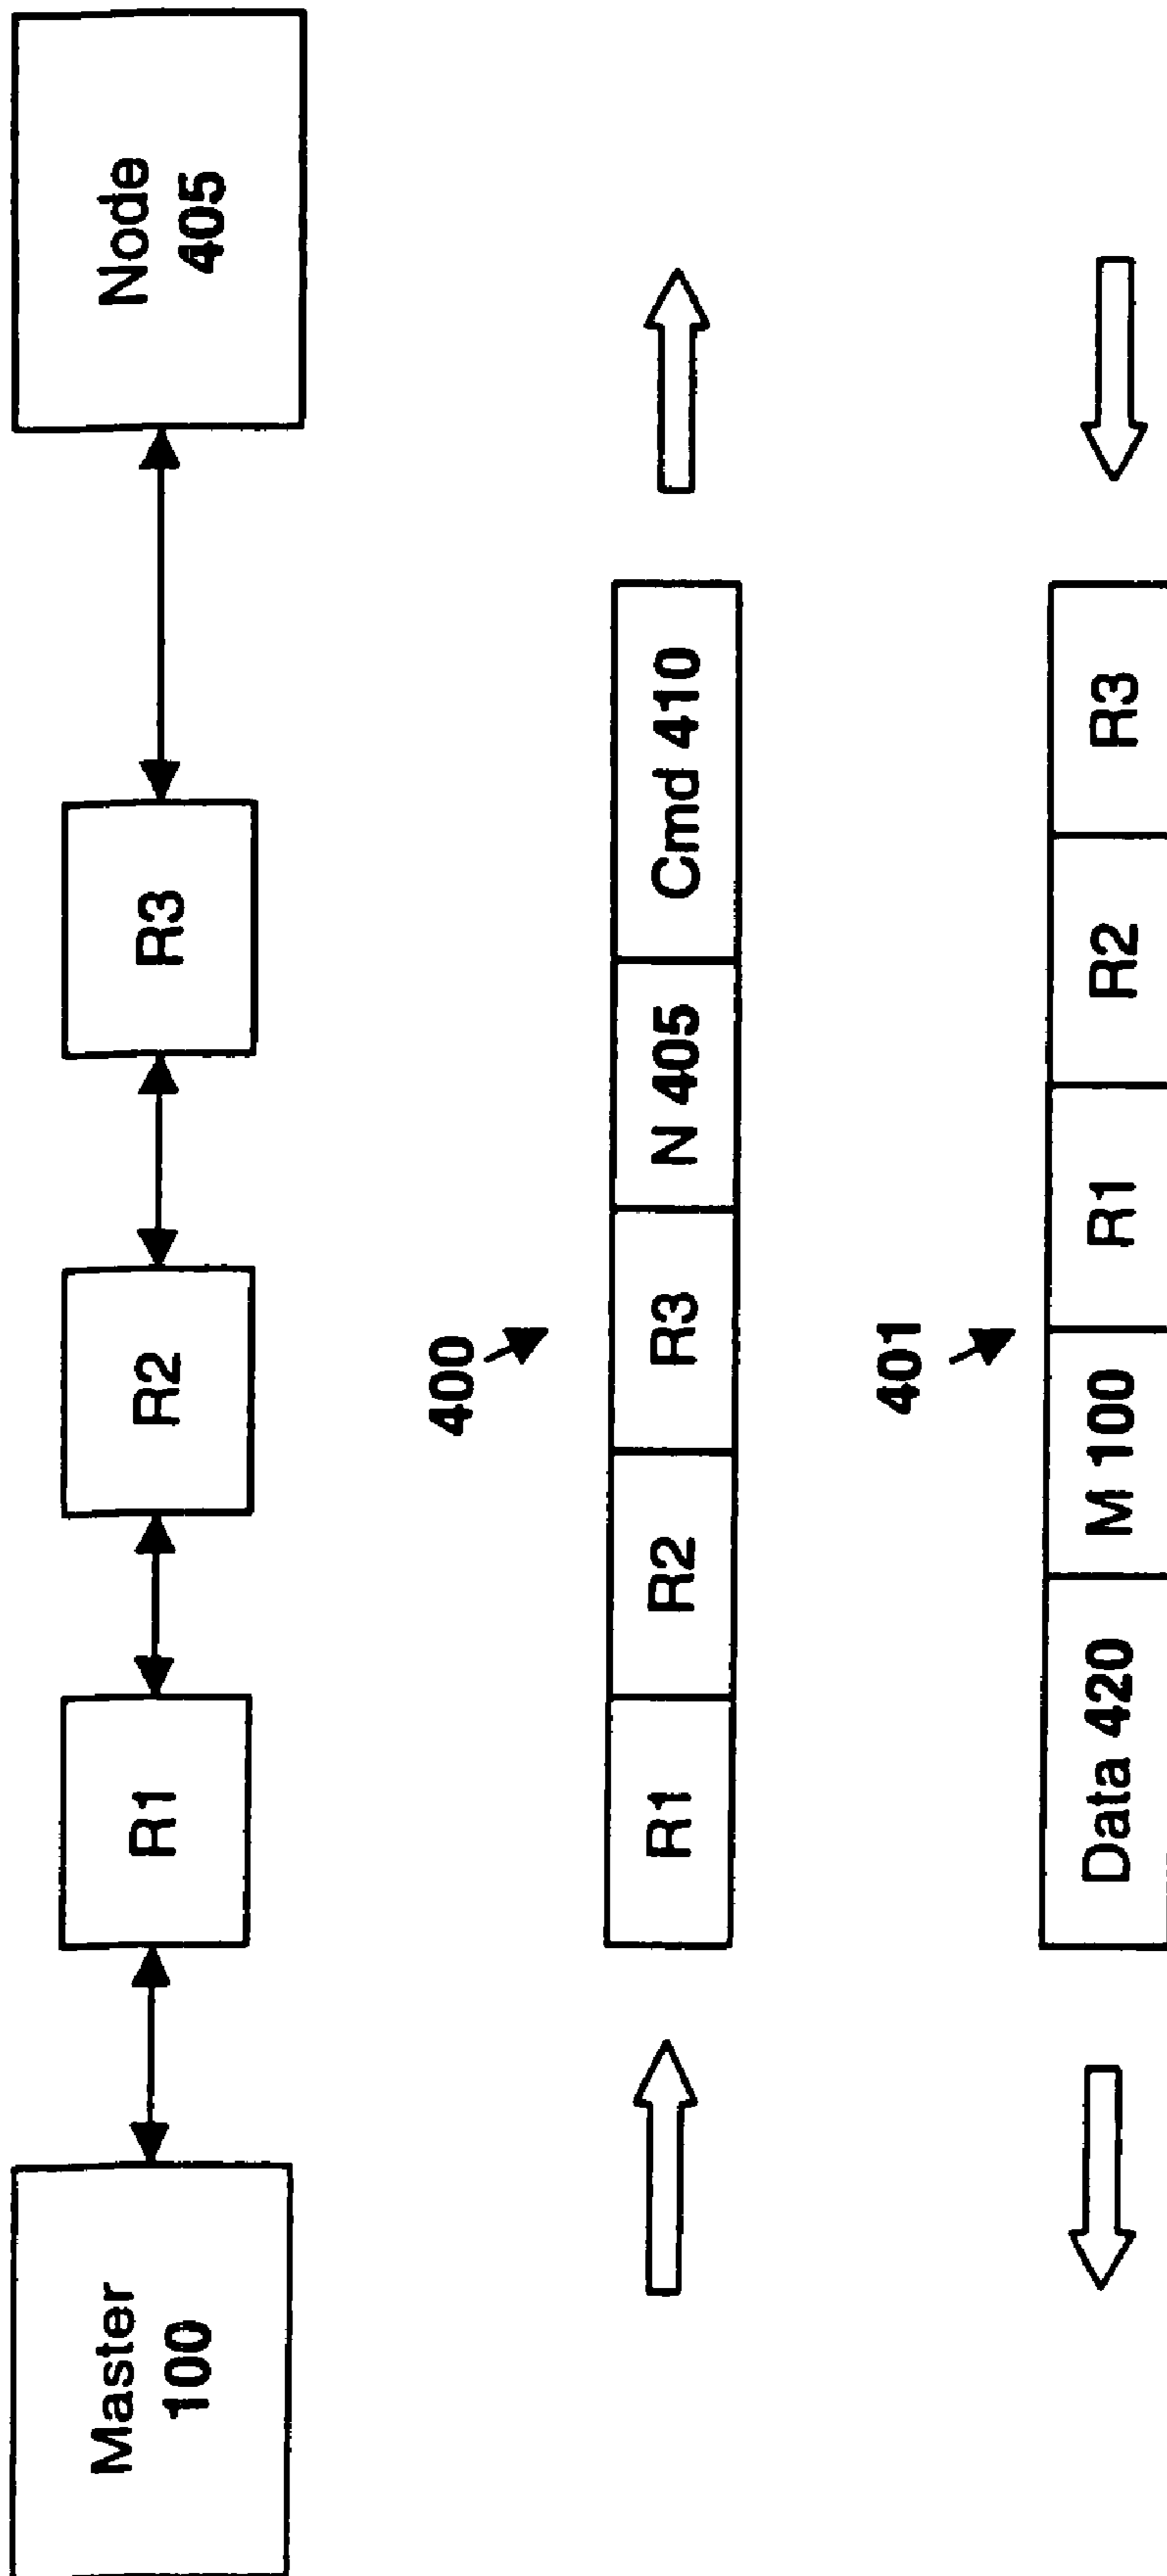 Master
100
R1
R2
R3
Node
405
400
R1
R2
R3
N 405
Cmd 410
401
Data 420
M 100
R1
R2
R3